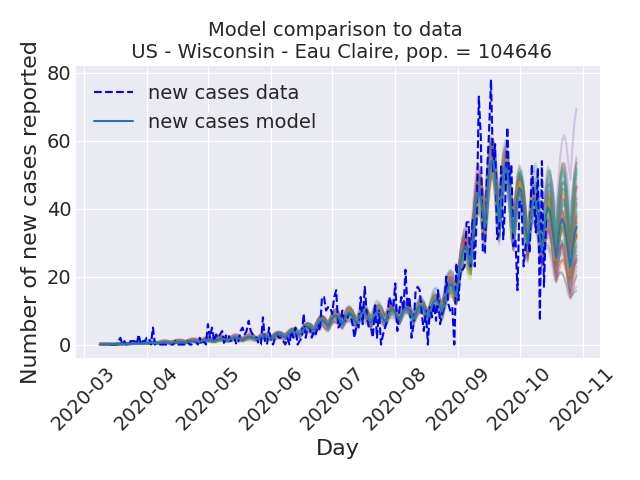 Model comparison to data
US - Wisconsin - Eau Claire, pop. = 104646
Number of new cases reported
80
60
40
20
0
new cases data
new cases model
2020-03
2020-04
2020-05
2020-06
2020-07
2020-08
2020-09
2020-10
2020-11
Day